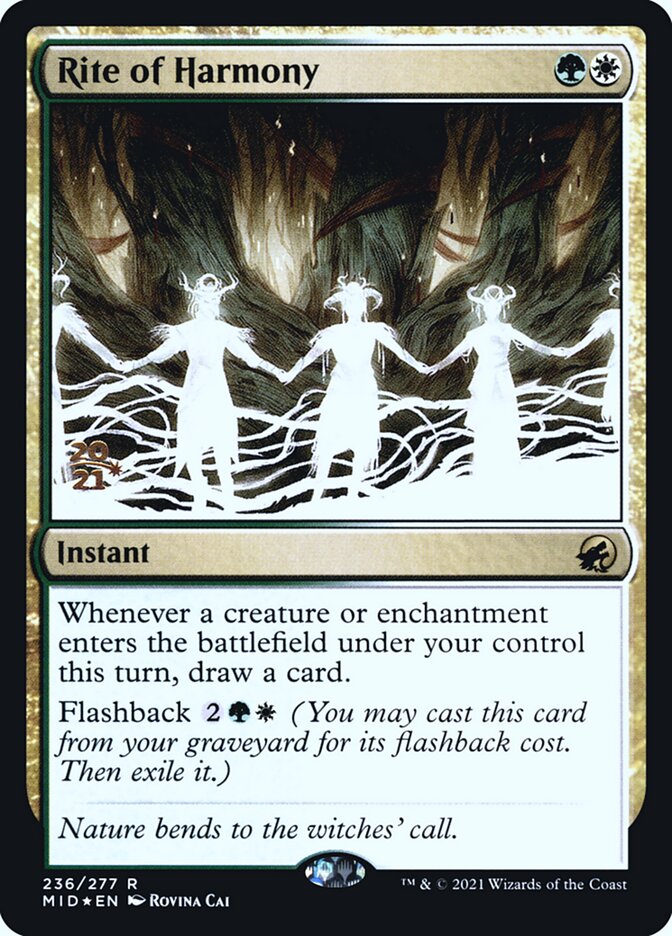 Rite of Harmony
20
21
Instant
Whenever a creature or enchantment
enters the battlefield under your control
this turn, draw a card.
Flashback 2 (You may cast this card
from your graveyard for its flashback cost.
Then exile it.)
Nature bends to the witches' call.
236/277 R
MID★EN Rovina Cai
™ & © 2021 Wizards of the Coast